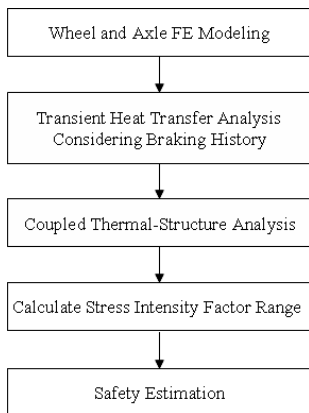 Wheel and Axle FE Modeling
Transient Heat Transfer Analysis
Considering Braking History
Coupled Thermal-Structure Analysis
Calculate Stress Intensity Factor Range
Safety Estimation